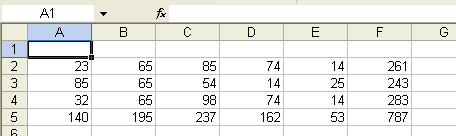 A1 fx
A B C D E F G
1
2 23 65 85 74 14 261
3 85 65 54 14 25 243
4 32 65 98 74 14 283
5 140 195 237 162 53 787